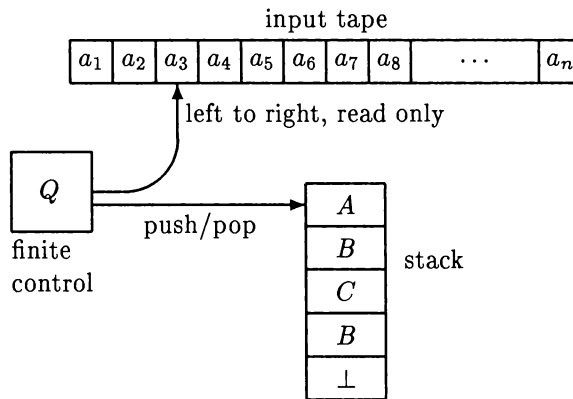 input tape
a₁ a₂ a₃ a₄ a₅ a₆ a₇ a₈ ⋯ aₙ
left to right, read only
Q
push/pop
finite
control
A
B
C
B
⊥
stack